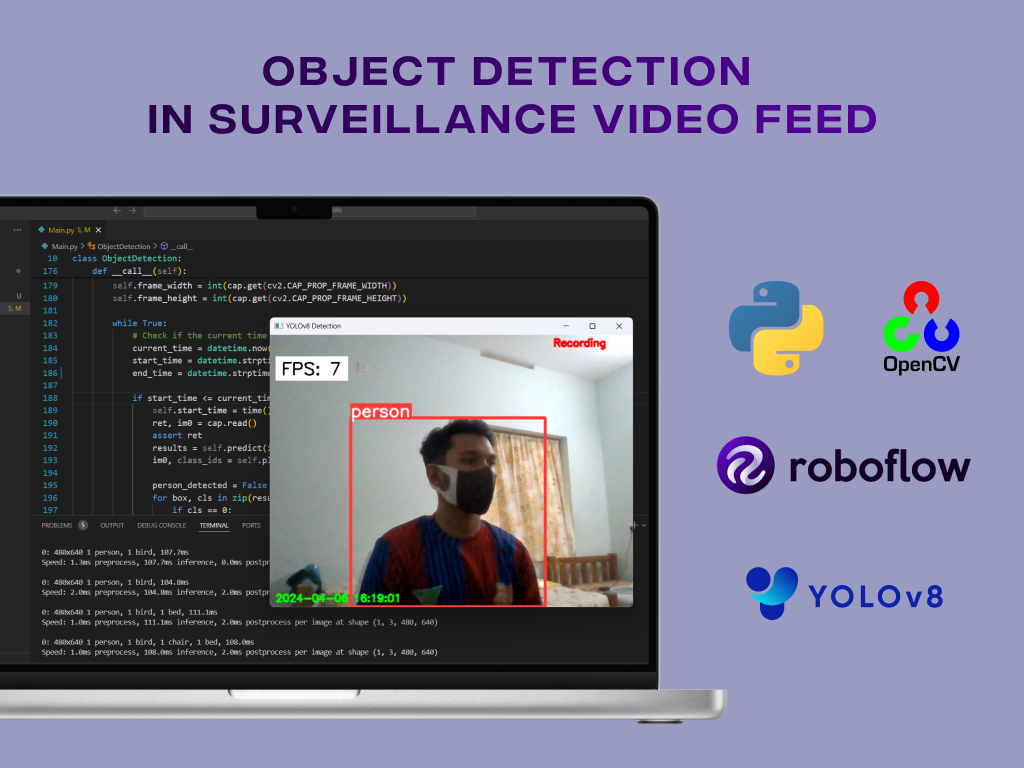 OBJECT DETECTION
IN SURVEILLANCE VIDEO FEED
Main.py 5, M
Main.py > ObjectDetection > __call__
10 class ObjectDetection:
176 def __call__(self):
179 self.frame_width = int(cap.get(cv2.CAP_PROP_FRAME_WIDTH))
180 self.frame_height = int(cap.get(cv2.CAP_PROP_FRAME_HEIGHT))
181
182 while True:
183 # Check if the current time
184 current_time = datetime.now(
185 start_time = datetime.strpti
186 end_time = datetime.strptime
187
188 if start_time <= current_tim
189 self.start_time = time()
190 ret, im0 = cap.read()
191 assert ret
192 results = self.predict(i
193 im0, class_ids = self.pl
194
195 person_detected = False
196 for box, cls in zip(resu
197 if cls == 0:
U
5, M
PROBLEMS 5 OUTPUT DEBUG CONSOLE TERMINAL PORTS
0: 480x640 1 person, 1 bird, 107.7ms
Speed: 1.3ms preprocess, 107.7ms inference, 0.0ms postpr
0: 480x640 1 person, 1 bird, 104.8ms
Speed: 2.0ms preprocess, 104.8ms inference, 2.0ms postpr
0: 480x640 1 person, 1 bird, 1 bed, 111.1ms
Speed: 1.0ms preprocess, 111.1ms inference, 2.0ms postprocess per image at shape (1, 3, 480, 640)
0: 480x640 1 person, 1 bird, 1 chair, 1 bed, 108.0ms
Speed: 1.0ms preprocess, 108.0ms inference, 2.0ms postprocess per image at shape (1, 3, 480, 640)
YOLOv8 Detection
Recording
FPS: 7
person
2024-04-06 16:19:01
OpenCV
roboflow
YOLOv8